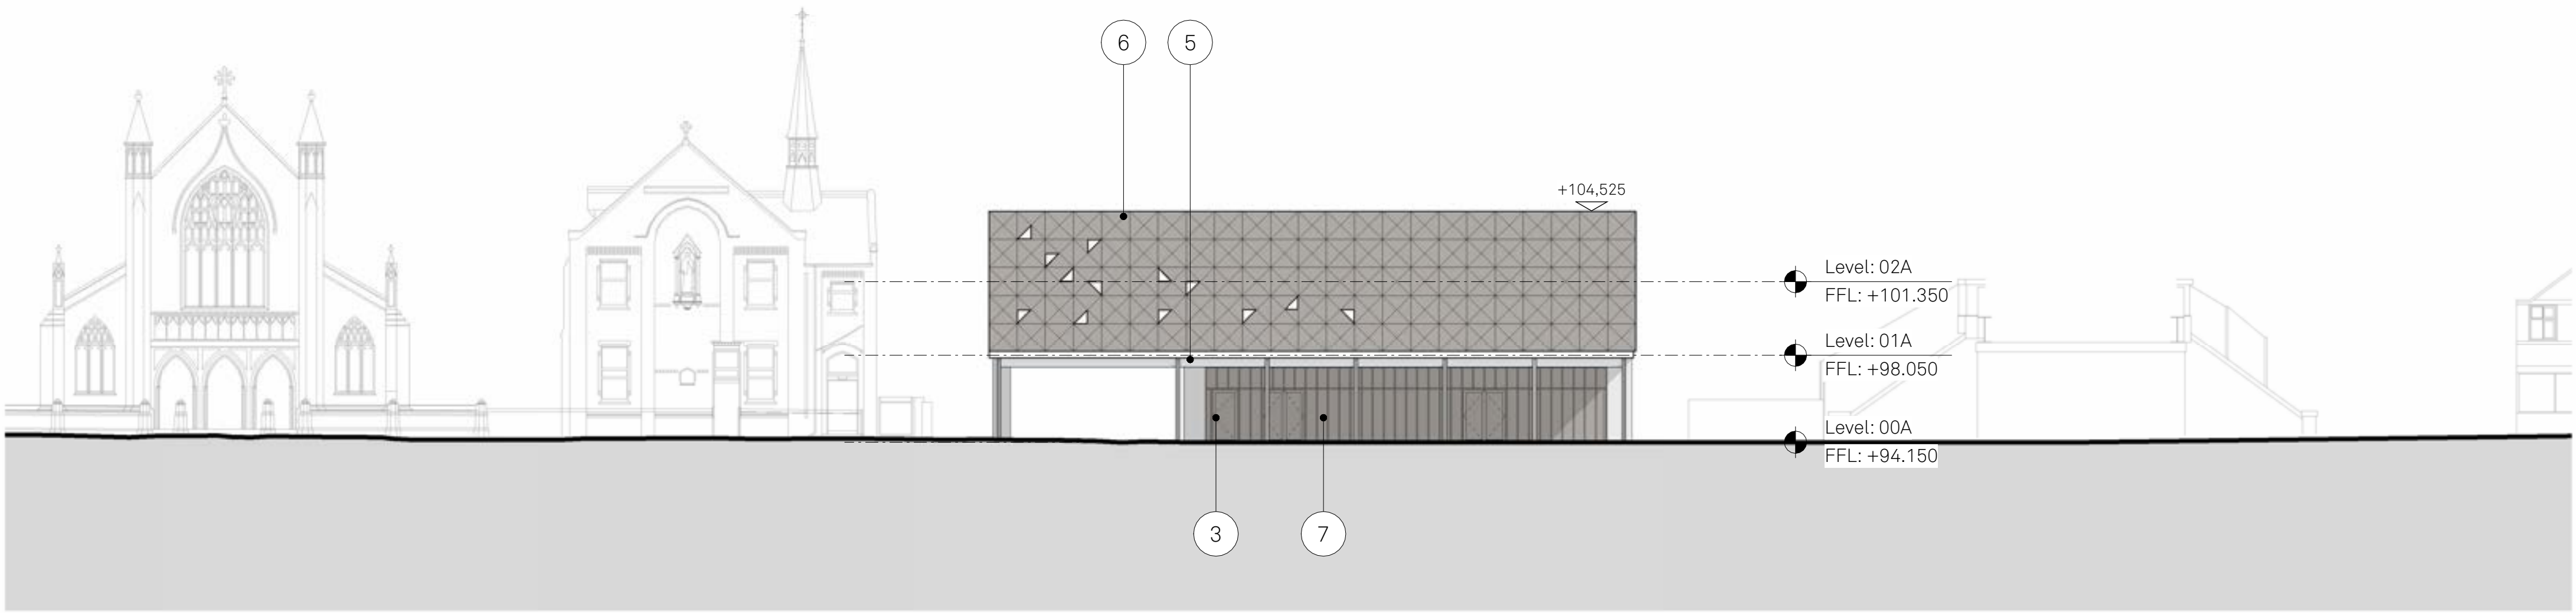 6
5
+104,525
Level: 02A
FFL: +101.350
Level: 01A
FFL: +98.050
Level: 00A
FFL: +94.150
3
7